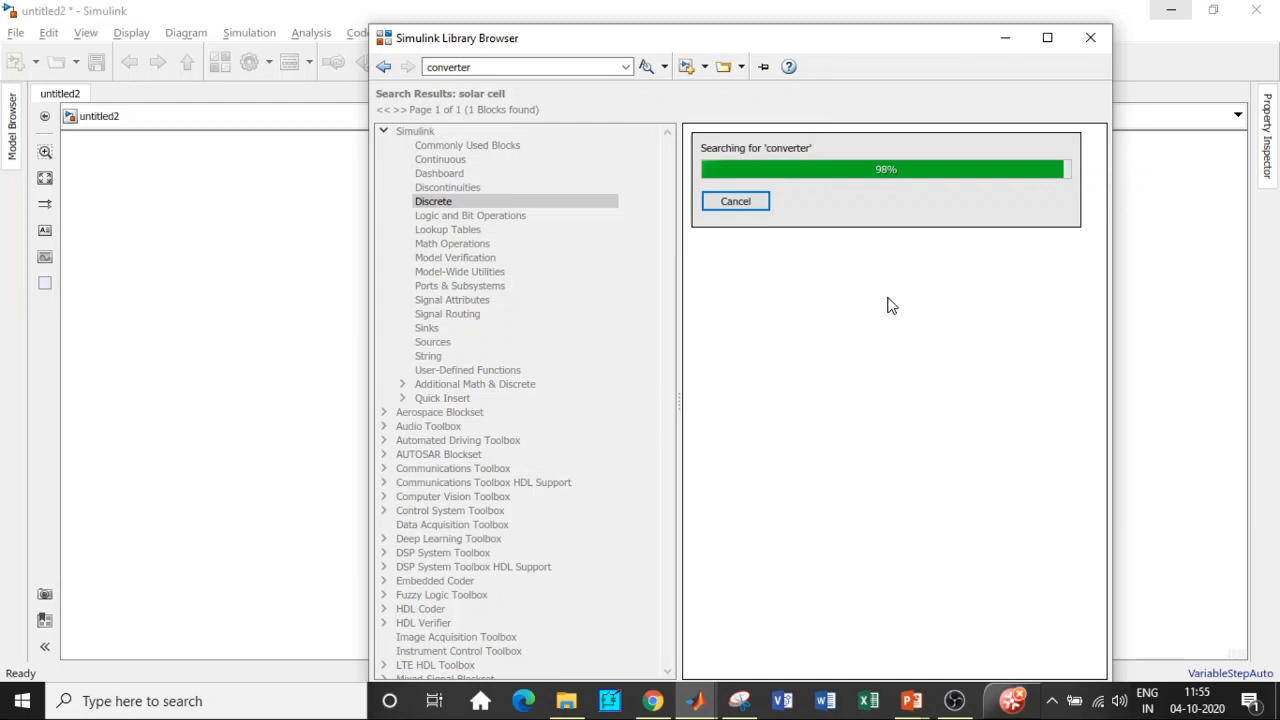 untitled2 * - Simulink
File Edit View Display Diagram Simulation Analysis
untitled2
untitled2
Model Browser
Property Inspector
Simulink Library Browser
converter
Search Results: solar cell
<< >> Page 1 of 1 (1 Blocks found)
Simulink
Commonly Used Blocks
Continuous
Dashboard
Discontinuities
Discrete
Logic and Bit Operations
Lookup Tables
Math Operations
Model Verification
Model-Wide Utilities
Ports & Subsystems
Signal Attributes
Signal Routing
Sinks
Sources
String
User-Defined Functions
Additional Math & Discrete
Quick Insert
Aerospace Blockset
Audio Toolbox
Automated Driving Toolbox
AUTOSAR Blockset
Communications Toolbox
Communications Toolbox HDL Support
Computer Vision Toolbox
Control System Toolbox
Data Acquisition Toolbox
Deep Learning Toolbox
DSP System Toolbox
DSP System Toolbox HDL Support
Embedded Coder
Fuzzy Logic Toolbox
HDL Coder
HDL Verifier
Image Acquisition Toolbox
Instrument Control Toolbox
LTE HDL Toolbox
Searching for 'converter'
98%
Cancel
Ready
VariableStepAuto
Type here to search
ENG
IN
11:55
04-10-2020